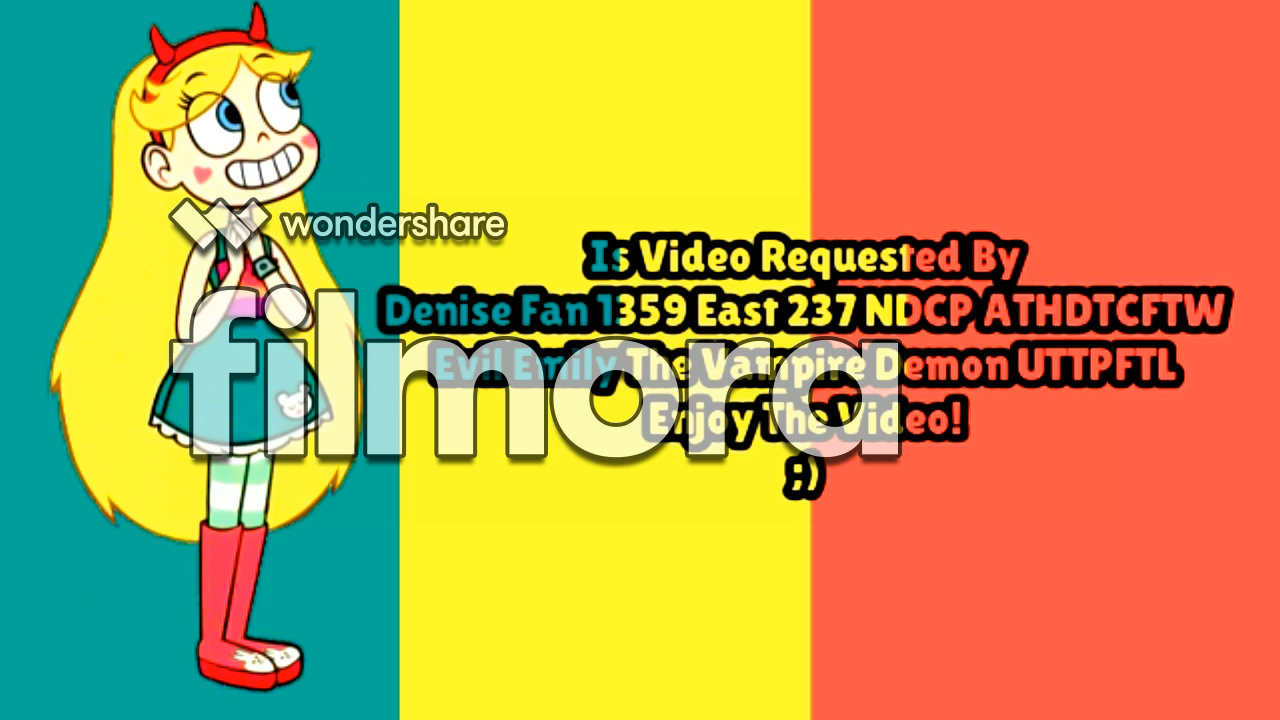 wondershare
filmora
Is Video Requested By
Denise Fan 1359 East 237 NDCP ATHDTCFTW
Evil Emily The Vampire Demon UTTPFTL
Enjoy The Video!
;)